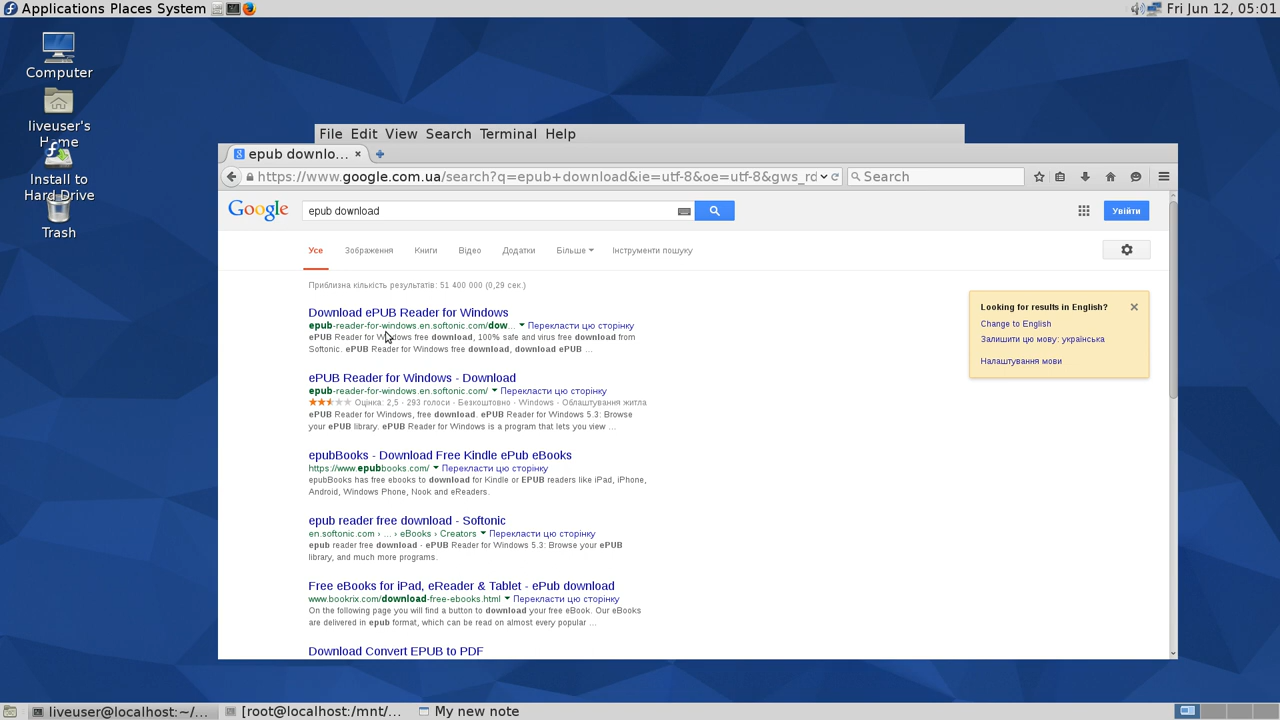 Applications Places System
Fri Jun 12, 05:01
Computer
liveuser's
Home
Install to
Hard Drive
Trash
File Edit View Search Terminal Help
epub downlo...
https://www.google.com.ua/search?q=epub+download&ie=utf-8&oe=utf-8&gws_rd
Search
Google
epub download
Увійти
Усе Зображення Книги Відео Додатки Більше Інструменти пошуку
Приблизна кількість результатів: 51 400 000 (0,29 сек.)
Download ePUB Reader for Windows
epub-reader-for-windows.en.softonic.com/dow... Перекласти цю сторінку
ePUB Reader for Windows free download, 100% safe and virus free download from
Softonic. ePUB Reader for Windows free download, download ePUB ...
ePUB Reader for Windows - Download
epub-reader-for-windows.en.softonic.com/ Перекласти цю сторінку
Оцінка: 2,5 - 293 голоси - Безкоштовно - Windows - Облаштування житла
ePUB Reader for Windows, free download. ePUB Reader for Windows 5.3: Browse
your ePUB library. ePUB Reader for Windows is a program that lets you view ...
epubBooks - Download Free Kindle ePub eBooks
https://www.epubbooks.com/ Перекласти цю сторінку
epubBooks has free ebooks to download for Kindle or EPUB readers like iPad, iPhone,
Android, Windows Phone, Nook and eReaders.
epub reader free download - Softonic
en.softonic.com › ... › eBooks › Creators Перекласти цю сторінку
epub reader free download - ePUB Reader for Windows 5.3: Browse your ePUB
library, and much more programs.
Free eBooks for iPad, eReader & Tablet - ePub download
www.bookrix.com/download-free-ebooks.html Перекласти цю сторінку
On the following page you will find a button to download your free eBook. Our eBooks
are delivered in epub format, which can be read on almost every popular ...
Download Convert EPUB to PDF
Looking for results in English?
Change to English
Залишити цю мову: українська
Налаштування мови
liveuser@localhost:~/...
[root@localhost:/mnt/...
My new note